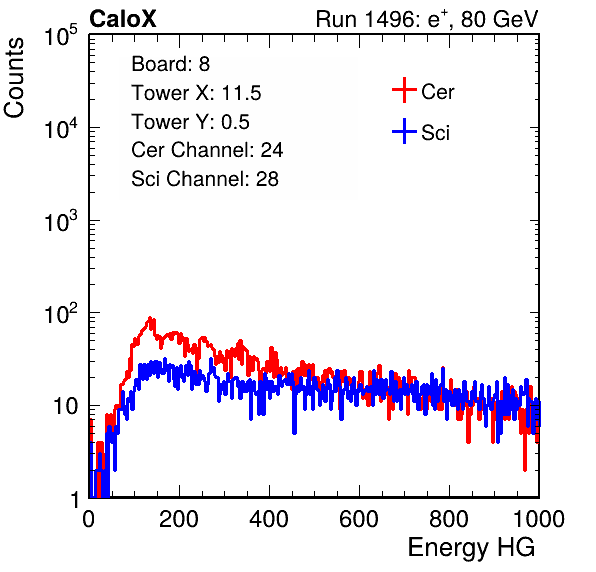 CaloX Run 1496: e⁺, 80 GeV
Counts
10⁵
10⁴
10³
10²
10
1
Board: 8
Tower X: 11.5
Tower Y: 0.5
Cer Channel: 24
Sci Channel: 28
Cer
Sci
0 200 400 600 800 1000
Energy HG